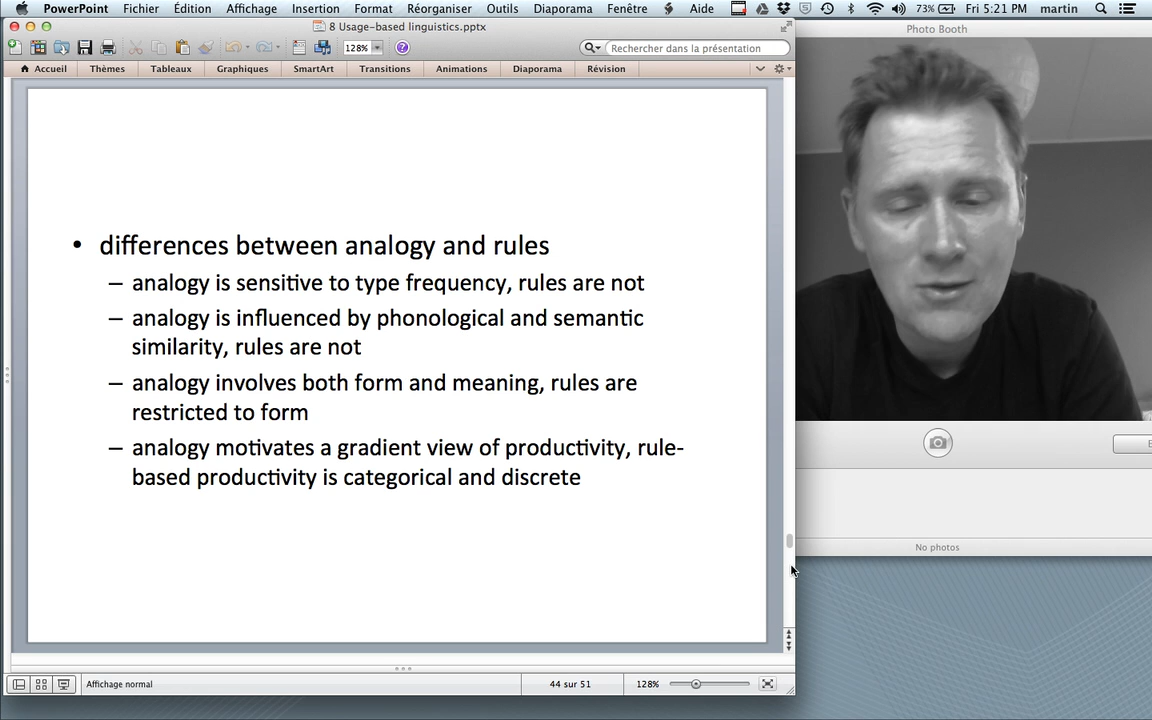 PowerPoint Fichier Édition Affichage Insertion Format Réorganiser Outils Diaporama Fenêtre Aide 73% Fri 5:21 PM martin
8 Usage-based linguistics.pptx
Photo Booth
128% Rechercher dans la présentation
Accueil Thèmes Tableaux Graphiques SmartArt Transitions Animations Diaporama Révision
• differences between analogy and rules
– analogy is sensitive to type frequency, rules are not
– analogy is influenced by phonological and semantic
similarity, rules are not
– analogy involves both form and meaning, rules are
restricted to form
– analogy motivates a gradient view of productivity, rule-
based productivity is categorical and discrete
No photos
Affichage normal 44 sur 51 128%